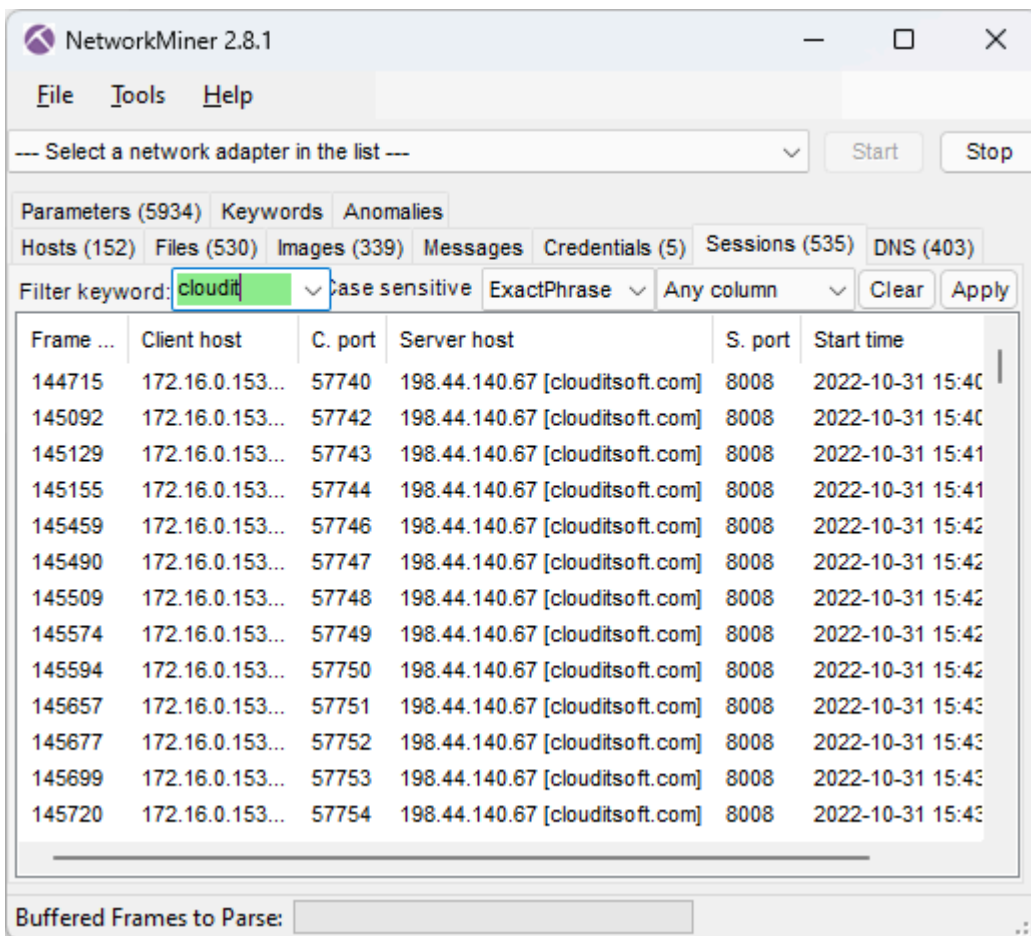 NetworkMiner 2.8.1
File Tools Help
--- Select a network adapter in the list --- Start Stop
Parameters (5934) Keywords Anomalies
Hosts (152) Files (530) Images (339) Messages Credentials (5) Sessions (535) DNS (403)
Filter keyword: cloudit Case sensitive ExactPhrase Any column Clear Apply
Frame ... Client host C. port Server host S. port Start time
144715 172.16.0.153... 57740 198.44.140.67 [clouditsoft.com] 8008 2022-10-31 15:40
145092 172.16.0.153... 57742 198.44.140.67 [clouditsoft.com] 8008 2022-10-31 15:40
145129 172.16.0.153... 57743 198.44.140.67 [clouditsoft.com] 8008 2022-10-31 15:41
145155 172.16.0.153... 57744 198.44.140.67 [clouditsoft.com] 8008 2022-10-31 15:41
145459 172.16.0.153... 57746 198.44.140.67 [clouditsoft.com] 8008 2022-10-31 15:42
145490 172.16.0.153... 57747 198.44.140.67 [clouditsoft.com] 8008 2022-10-31 15:42
145509 172.16.0.153... 57748 198.44.140.67 [clouditsoft.com] 8008 2022-10-31 15:42
145574 172.16.0.153... 57749 198.44.140.67 [clouditsoft.com] 8008 2022-10-31 15:42
145594 172.16.0.153... 57750 198.44.140.67 [clouditsoft.com] 8008 2022-10-31 15:42
145657 172.16.0.153... 57751 198.44.140.67 [clouditsoft.com] 8008 2022-10-31 15:43
145677 172.16.0.153... 57752 198.44.140.67 [clouditsoft.com] 8008 2022-10-31 15:43
145699 172.16.0.153... 57753 198.44.140.67 [clouditsoft.com] 8008 2022-10-31 15:43
145720 172.16.0.153... 57754 198.44.140.67 [clouditsoft.com] 8008 2022-10-31 15:43
Buffered Frames to Parse: